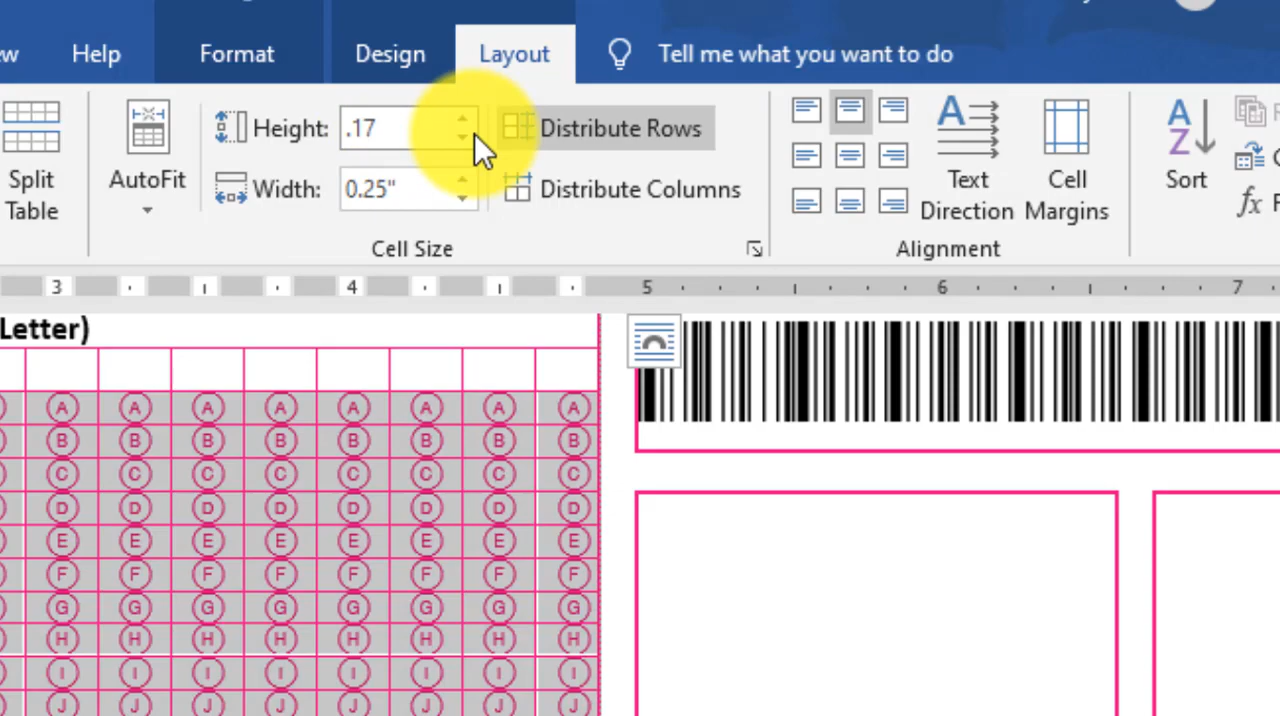 w Help Format Design Layout Tell me what you want to do
Split Table
AutoFit
Height: .17
Width: 0.25"
Distribute Rows
Distribute Columns
Cell Size
Text Direction
Cell Margins
Alignment
A
Z
Sort
fx
3 4 5 6 7
Letter)
A A A A A A A A
B B B B B B B B
C C C C C C C C
D D D D D D D D
E E E E E E E E
F F F F F F F F
G G G G G G G G
H H H H H H H H
I I I I I I I I
J J J J J J J J